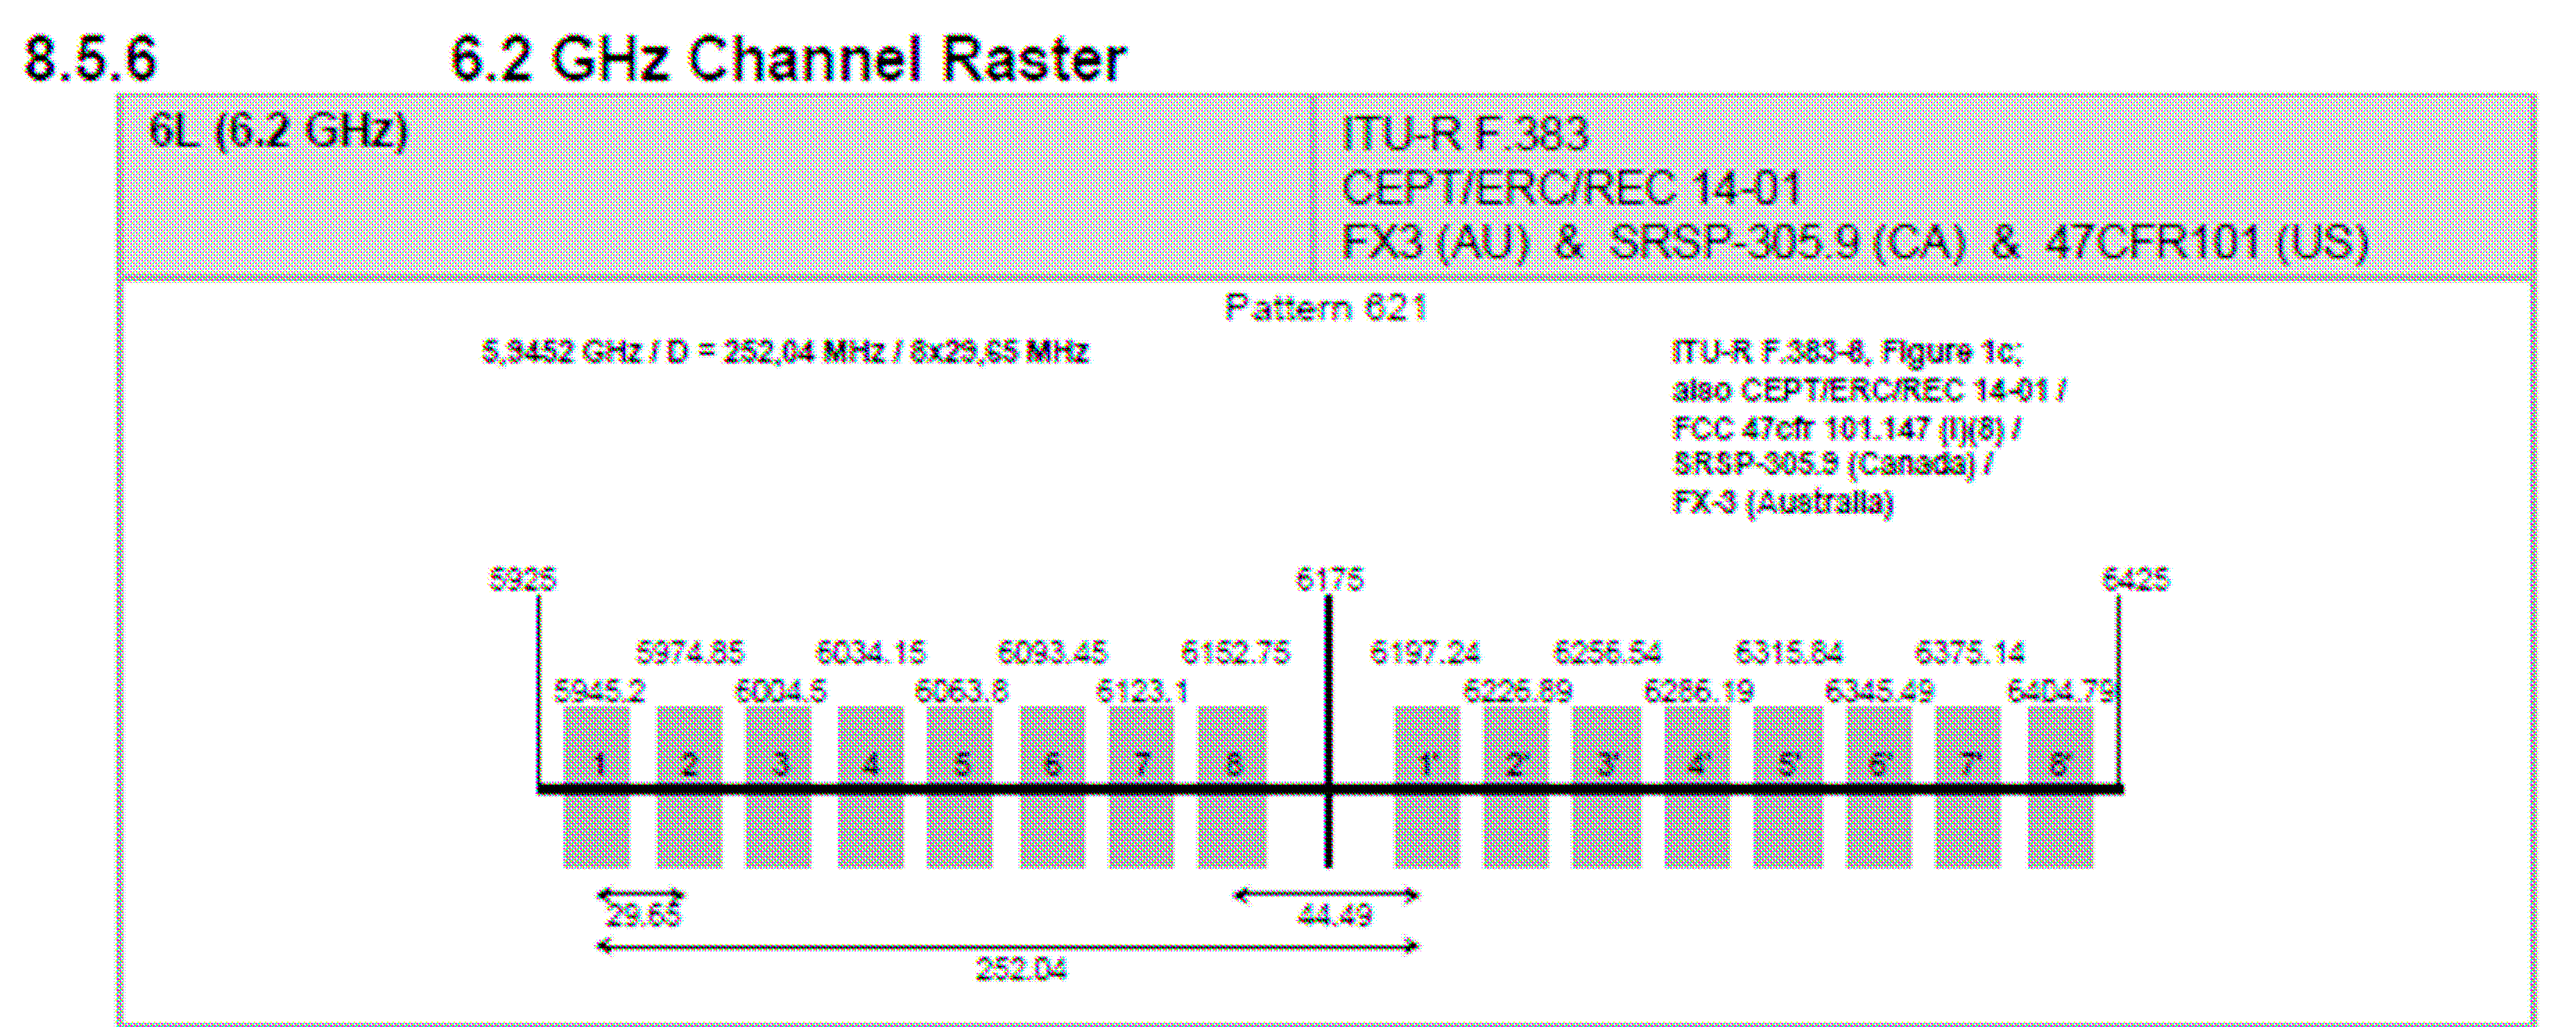 8.5.6 6.2 GHz Channel Raster
6L (6.2 GHz)
ITU-R F.383
CEPT/ERC/REC 14-01
FX3 (AU) & SRSP-305.9 (CA) & 47CFR101 (US)
Pattern 621
5,9452 GHz / D = 252,04 MHz / 8x29,65 MHz
ITU-R F.383-8, Figure 1c;
also CEPT/ERC/REC 14-01 /
FCC 47cfr 101.147 (i)(8) /
SRSP-305.9 (Canada) /
FX-3 (Australia)
5925 6175 6425
5974.85 6034.15 6093.45 6152.75 6197.24 6256.54 6315.84 6375.14
5945.2 6004.5 6063.8 6123.1 6226.89 6286.19 6345.49 6404.79
1 2 3 4 5 6 7 8 1' 2' 3' 4' 5' 6' 7' 8'
29.65 44.49
252.04